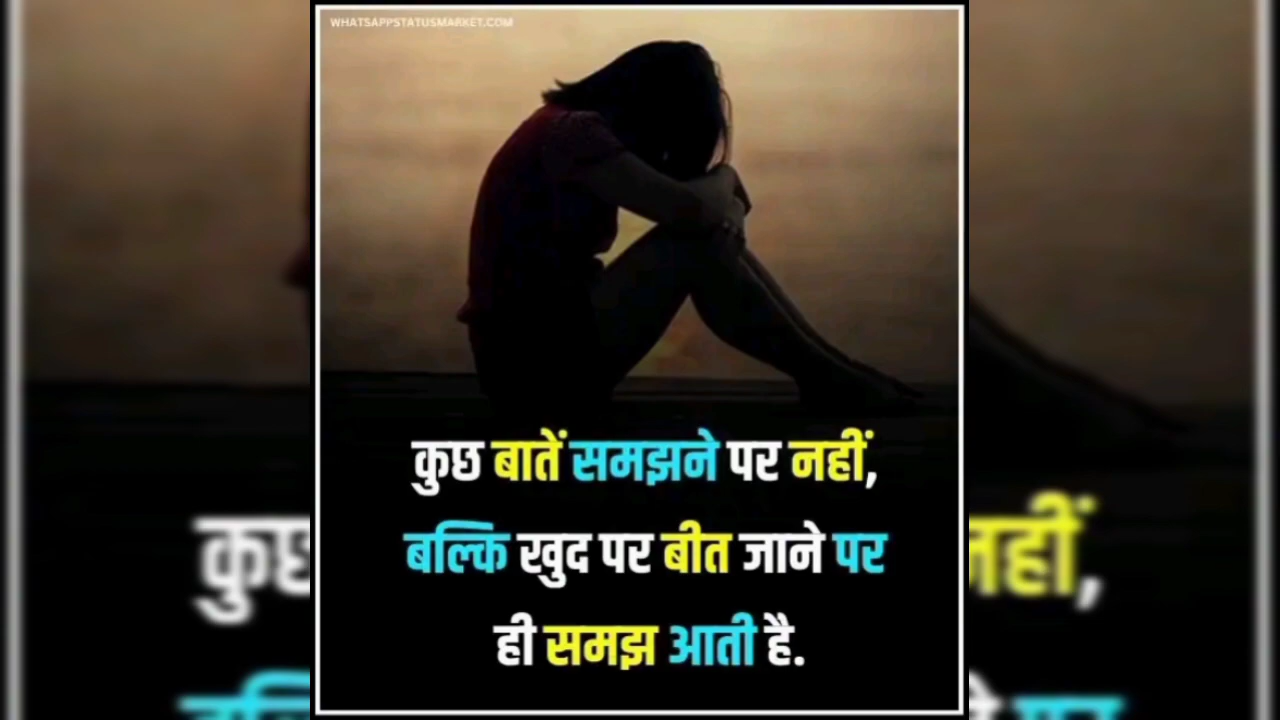 WHATSAPPSTATUSMARKET.COM
कुछ बातें समझने पर नहीं,
बल्कि खुद पर बीत जाने पर
ही समझ आती है.